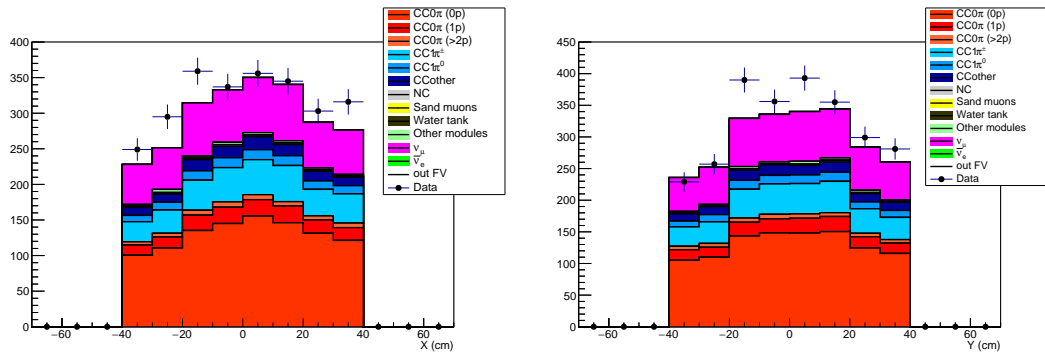 CC0π (0p)
CC0π (1p)
CC0π (>2p)
CC1π±
CC1π⁰
CCother
NC
Sand muons
Water tank
Other modules
νμ
ν̄e
out FV
Data
400
350
300
250
200
150
100
50
0
−60 −40 −20 0 20 40 60
X (cm)
CC0π (0p)
CC0π (1p)
CC0π (>2p)
CC1π±
CC1π⁰
CCother
NC
Sand muons
Water tank
Other modules
νμ
ν̄e
out FV
Data
450
400
350
300
250
200
150
100
50
0
−60 −40 −20 0 20 40 60
Y (cm)